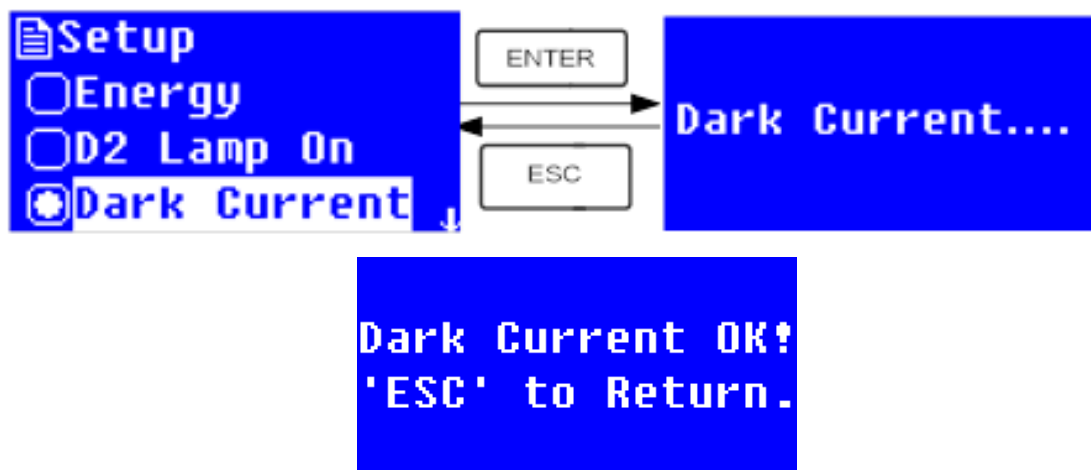 Setup
Energy
D2 Lamp On
Dark Current
ENTER
ESC
Dark Current....
Dark Current OK!
'ESC' to Return.